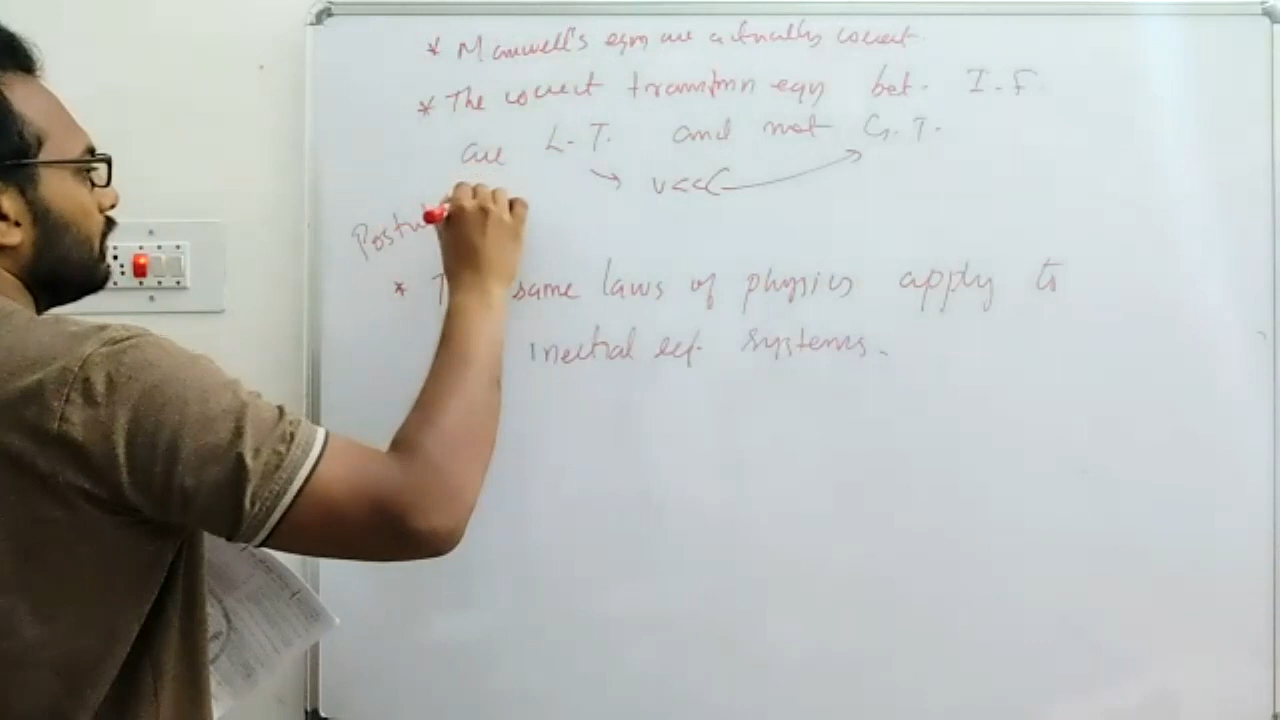 * Maxwell's eqn are actually correct.
* The correct transfmn eqn bet. I.F.
are L.T. and not G.T.
v<<C
Postu
* T same laws of physics apply to
inertial ref. systems.